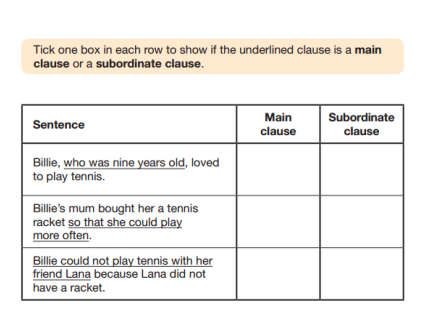 Tick one box in each row to show if the underlined clause is a main
clause or a subordinate clause.
Sentence
Main
clause
Subordinate
clause
Billie, who was nine years old, loved
to play tennis.
Billie’s mum bought her a tennis
racket so that she could play
more often.
Billie could not play tennis with her
friend Lana because Lana did not
have a racket.